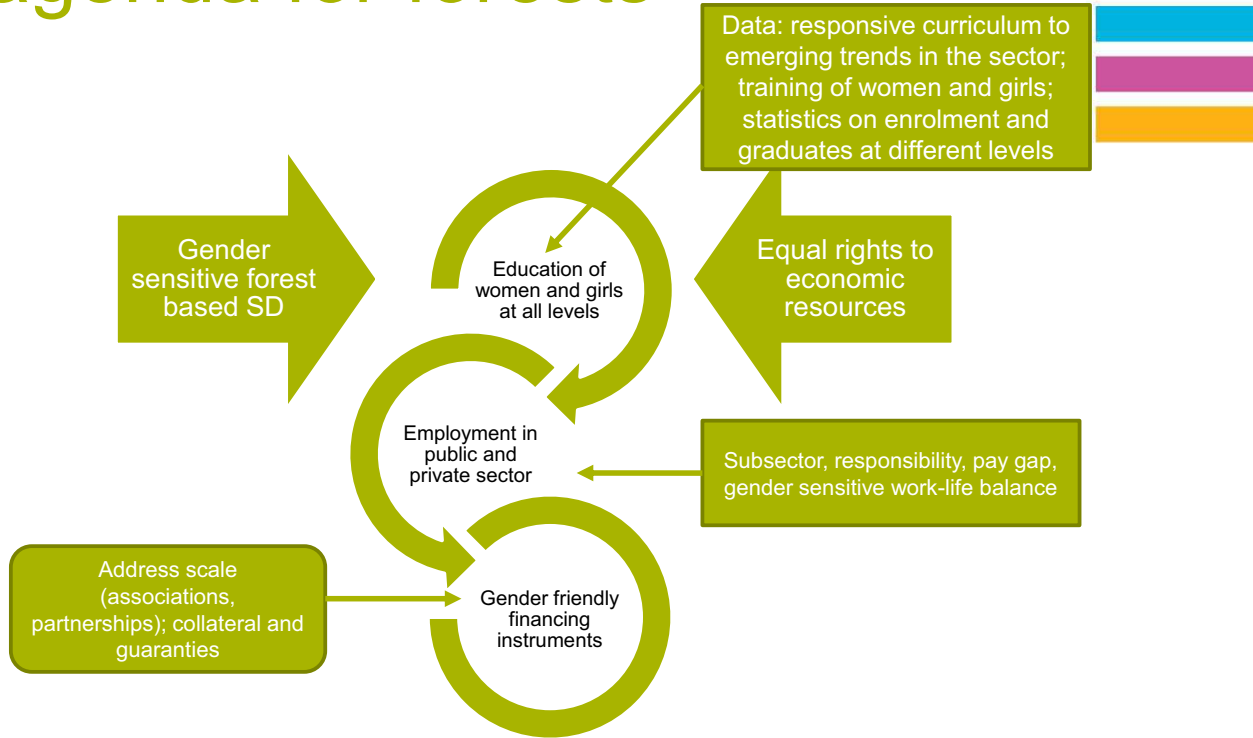 agenda for forests
Data: responsive curriculum to
emerging trends in the sector;
training of women and girls;
statistics on enrolment and
graduates at different levels
Gender
sensitive forest
based SD
Education of
women and girls
at all levels
Equal rights to
economic
resources
Employment in
public and
private sector
Subsector, responsibility, pay gap,
gender sensitive work-life balance
Address scale
(associations,
partnerships); collateral and
guaranties
Gender friendly
financing
instruments